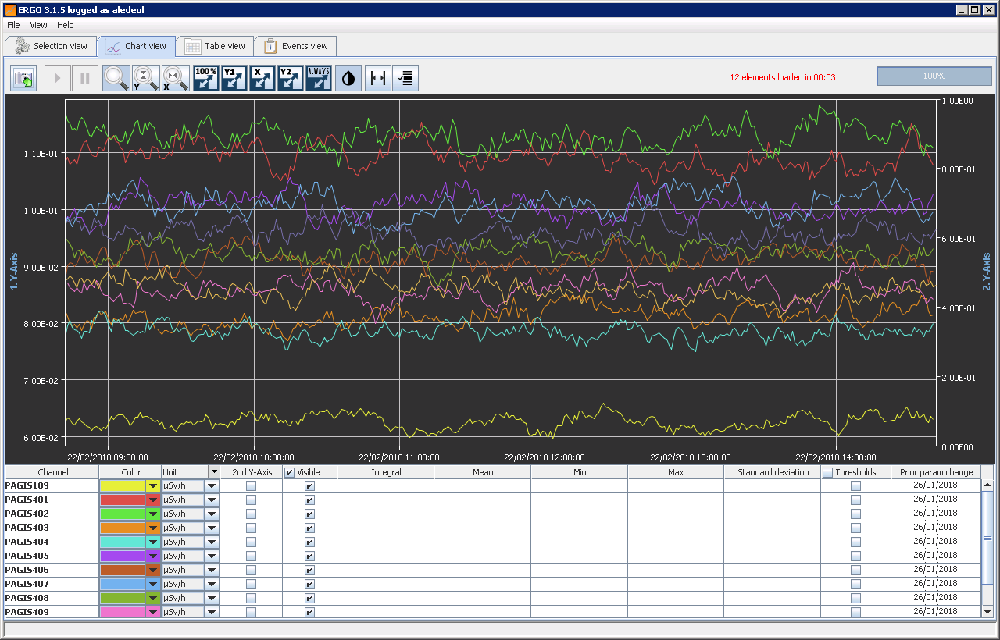 ERGO 3.1.5 logged as aledeul
File View Help
Selection view Chart view Table view Events view
Y X 100% Y1 X Y2 ALWAYS 12 elements loaded in 00:03 100%
1.00E00
1.10E-01
8.00E-01
1.00E-01
6.00E-01
1. Y-Axis 9.00E-02 2. Y-Axis
4.00E-01
8.00E-02
7.00E-02 2.00E-01
6.00E-02
0.00E00
22/02/2018 09:00:00 22/02/2018 10:00:00 22/02/2018 11:00:00 22/02/2018 12:00:00 22/02/2018 13:00:00 22/02/2018 14:00:00
Channel Color Unit 2nd Y-Axis Visible Integral Mean Min Max Standard deviation Thresholds Prior param change
PAGIS109 µSv/h 26/01/2018
PAGIS401 µSv/h 26/01/2018
PAGIS402 µSv/h 26/01/2018
PAGIS403 µSv/h 26/01/2018
PAGIS404 µSv/h 26/01/2018
PAGIS405 µSv/h 26/01/2018
PAGIS406 µSv/h 26/01/2018
PAGIS407 µSv/h 26/01/2018
PAGIS408 µSv/h 26/01/2018
PAGIS409 µSv/h 26/01/2018